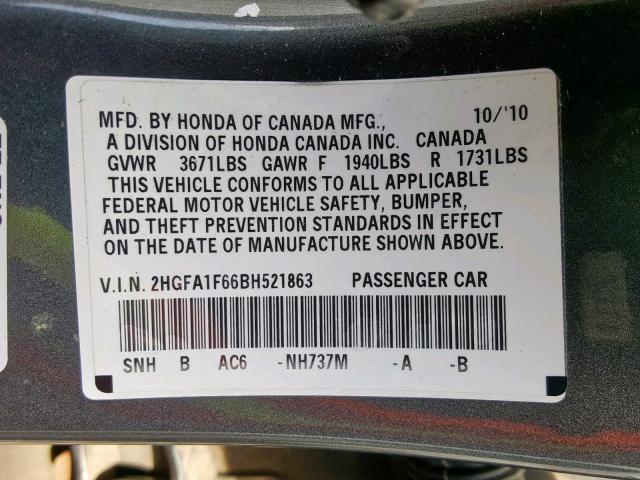 MFD. BY HONDA OF CANADA MFG., 10/'10
A DIVISION OF HONDA CANADA INC. CANADA
GVWR 3671LBS GAWR F 1940LBS R 1731LBS
THIS VEHICLE CONFORMS TO ALL APPLICABLE
FEDERAL MOTOR VEHICLE SAFETY, BUMPER,
AND THEFT PREVENTION STANDARDS IN EFFECT
ON THE DATE OF MANUFACTURE SHOWN ABOVE.
V.I.N. 2HGFA1F66BH521863 PASSENGER CAR
SNH B AC6 -NH737M -A -B